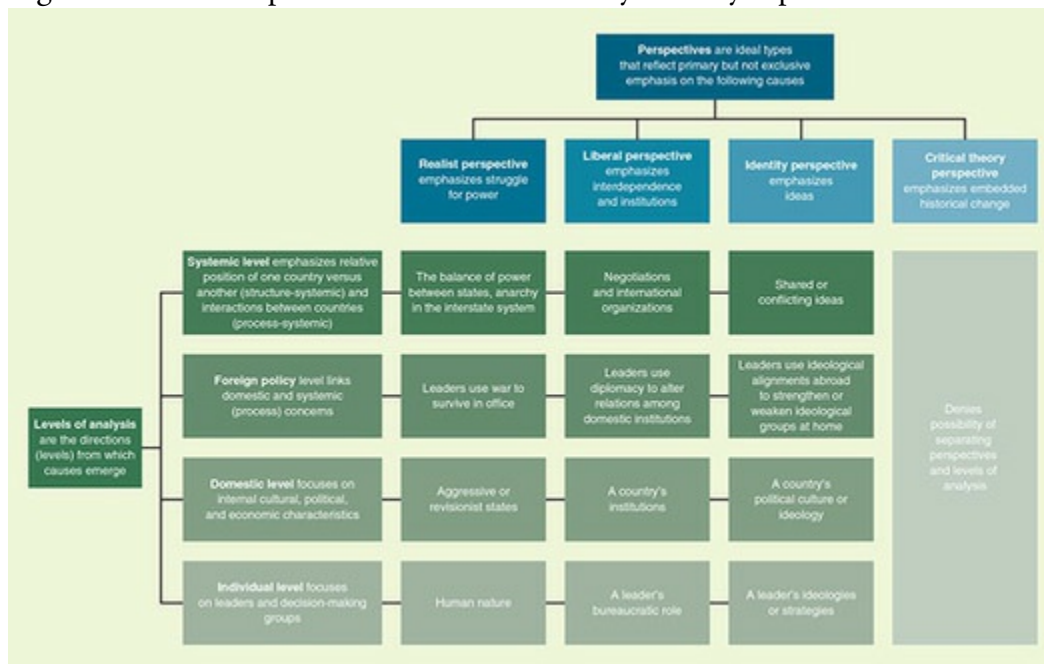 Perspectives are ideal types
that reflect primary but not exclusive
emphasis on the following causes
Realist perspective
emphasizes struggle
for power
Liberal perspective
emphasizes
interdependence
and institutions
Identity perspective
emphasizes
ideas
Critical theory
perspective
emphasizes embedded
historical change
Levels of analysis
are the directions
(levels) from which
causes emerge
Systemic level emphasizes relative
position of one country versus
another (structure-systemic) and
interactions between countries
(process-systemic)
The balance of power
between states, anarchy
in the interstate system
Negotiations
and international
organizations
Shared or
conflicting ideas
Foreign policy level links
domestic and systemic
(process) concerns
Leaders use war to
survive in office
Leaders use
diplomacy to alter
relations among
domestic institutions
Leaders use ideological
alignments abroad
to strengthen or
weaken ideological
groups at home
Domestic level focuses on
internal cultural, political,
and economic characteristics
Aggressive or
revisionist states
A country's
institutions
A country's
political culture or
ideology
Individual level focuses
on leaders and decision-making
groups
Human nature
A leader's
bureaucratic role
A leader's ideologies
or strategies
Denies
possibility of
separating
perspectives
and levels of
analysis